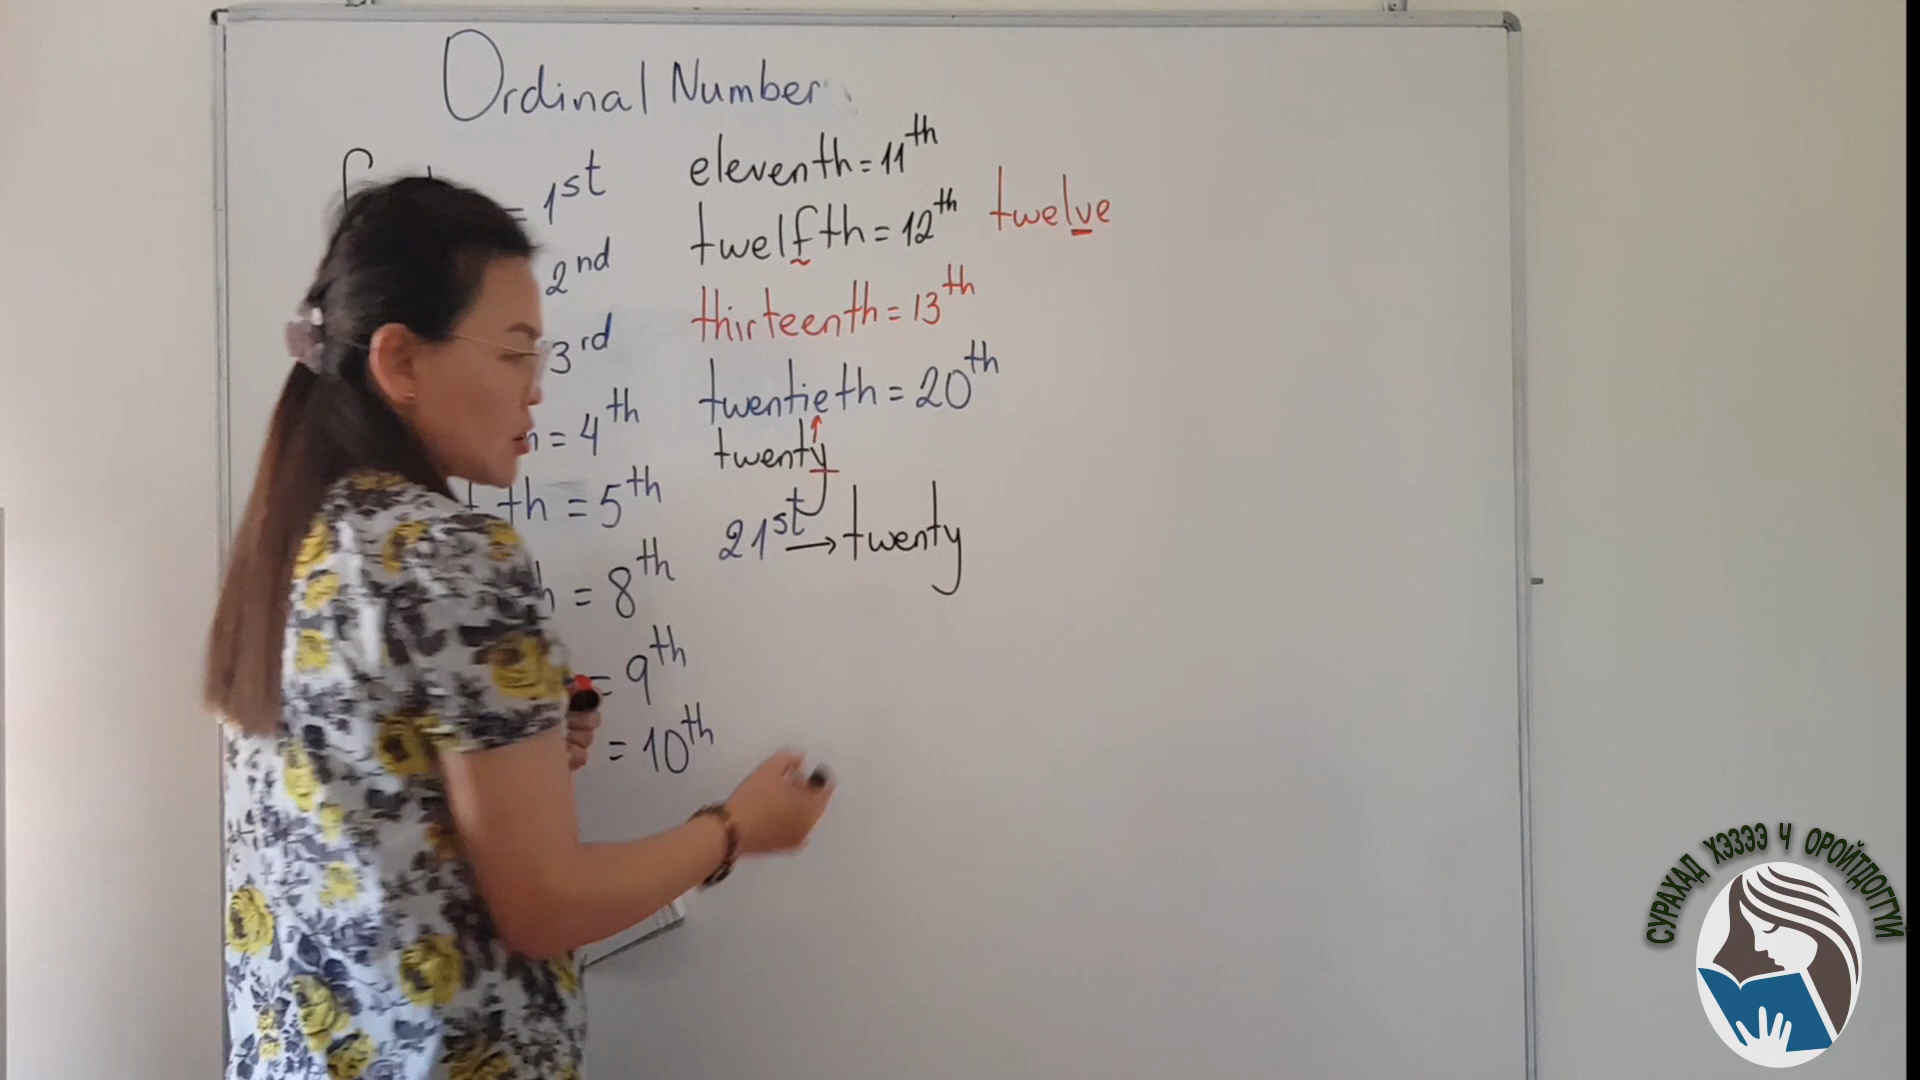 Ordinal Number
= 1st
2nd
3rd
= 4th
th = 5th
= 8th
= 9th
= 10th
eleventh = 11th
twelfth = 12th twelve
thirteenth = 13th
twentieth = 20th
twenty
21st → twenty
СУРАХАД ХЭЗЭЭ Ч ОРОЙТДОГГҮЙ